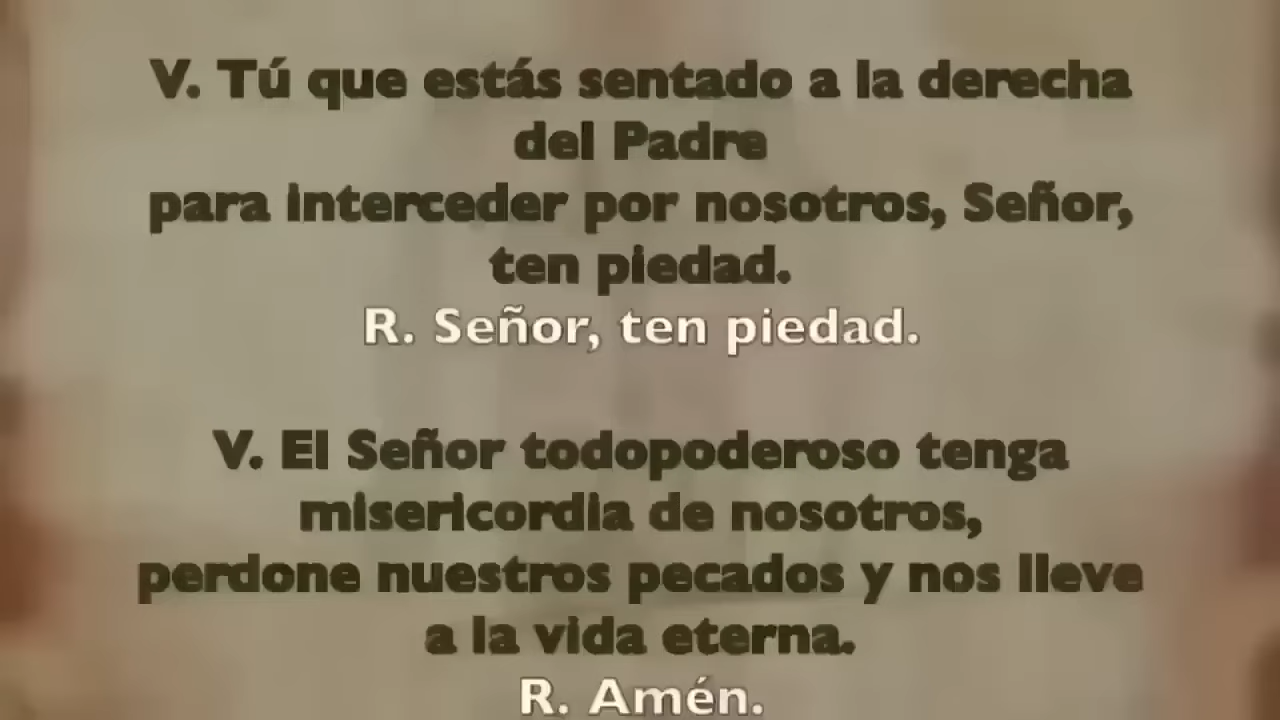 V. Tú que estás sentado a la derecha
del Padre
para interceder por nosotros, Señor,
ten piedad.
R. Señor, ten piedad.
V. El Señor todopoderoso tenga
misericordia de nosotros,
perdone nuestros pecados y nos lleve
a la vida eterna.
R. Amén.